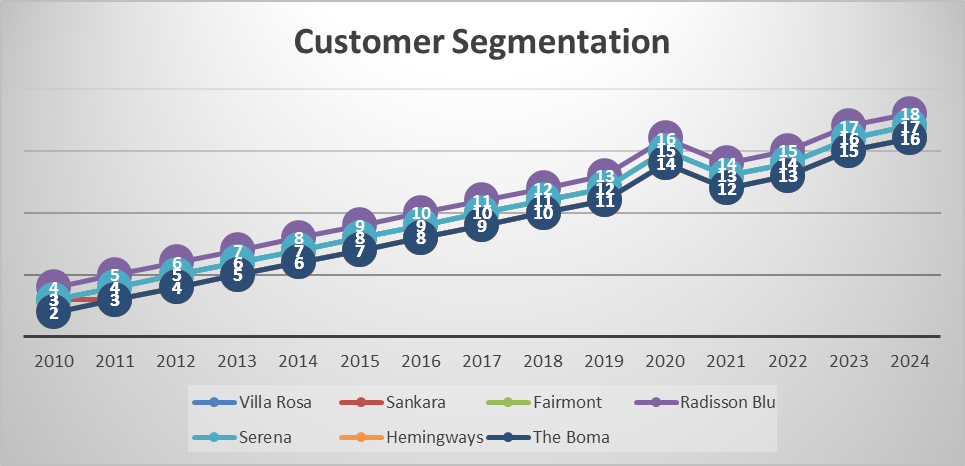 Customer Segmentation
4 5 6 7 8 9 10 11 12 13 16 14 15 17 18
3 4 5 6 7 8 9 10 11 12 15 13 14 16 17
2 3 4 5 6 7 8 9 10 11 14 12 13 15 16
2010 2011 2012 2013 2014 2015 2016 2017 2018 2019 2020 2021 2022 2023 2024
Villa Rosa Sankara Fairmont Radisson Blu
Serena Hemingways The Boma